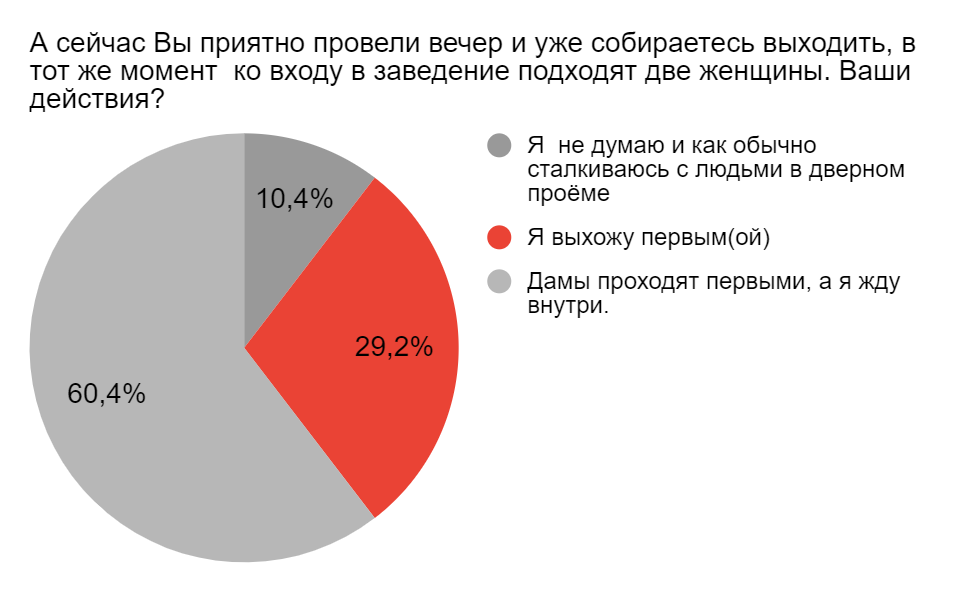 А сейчас Вы приятно провели вечер и уже собираетесь выходить, в
тот же момент  ко входу в заведение подходят две женщины. Ваши
действия?
10,4%
29,2%
60,4%
Я  не думаю и как обычно
сталкиваюсь с людьми в дверном
проёме
Я выхожу первым(ой)
Дамы проходят первыми, а я жду
внутри.